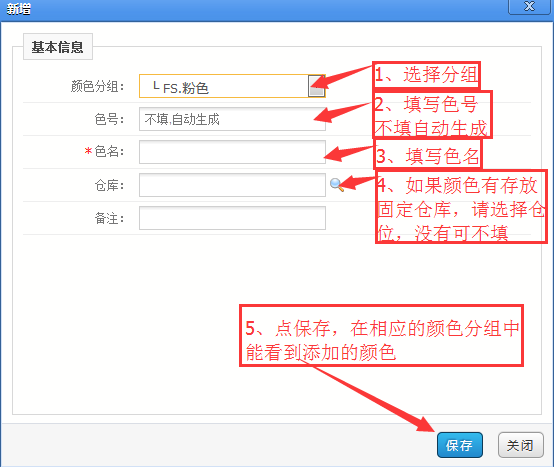 新增
基本信息
颜色分组： └ FS.粉色
1、选择分组
色号： 不填,自动生成
2、填写色号
不填自动生成
*色名：
3、填写色名
仓库：
4、如果颜色有存放
固定仓库，请选择仓
位，没有可不填
备注：
5、点保存，在相应的颜色分组中
能看到添加的颜色
保存 关闭